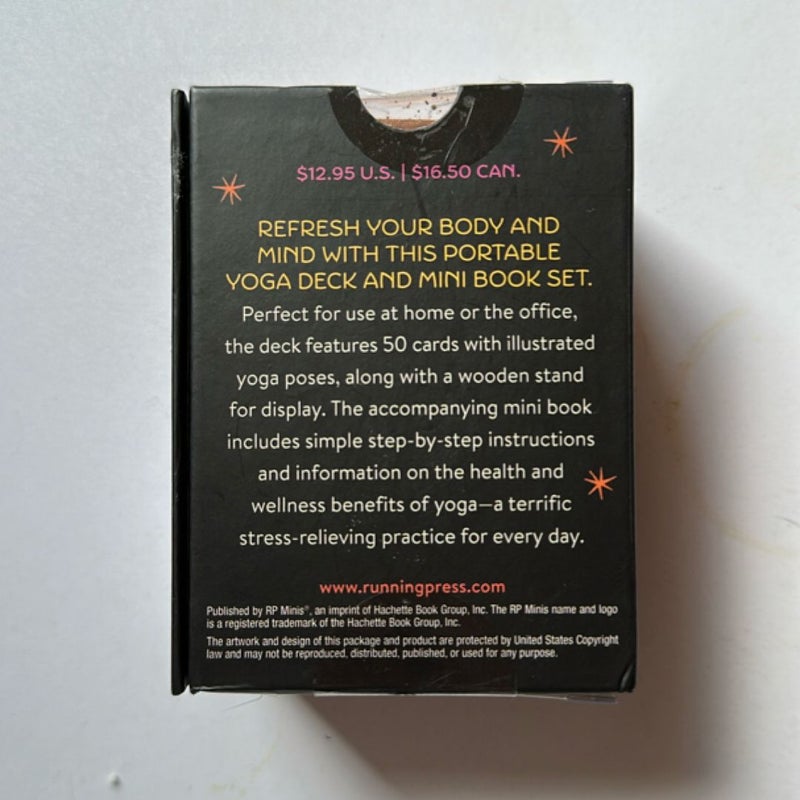 $12.95 U.S. | $16.50 CAN.
REFRESH YOUR BODY AND
MIND WITH THIS PORTABLE
YOGA DECK AND MINI BOOK SET.
Perfect for use at home or the office,
the deck features 50 cards with illustrated
yoga poses, along with a wooden stand
for display. The accompanying mini book
includes simple step-by-step instructions
and information on the health and
wellness benefits of yoga—a terrific
stress-relieving practice for every day.
www.runningpress.com
Published by RP Minis®, an imprint of Hachette Book Group, Inc. The RP Minis name and logo
is a registered trademark of the Hachette Book Group, Inc.
The artwork and design of this package and product are protected by United States Copyright
law and may not be reproduced, distributed, published, or used for any purpose.